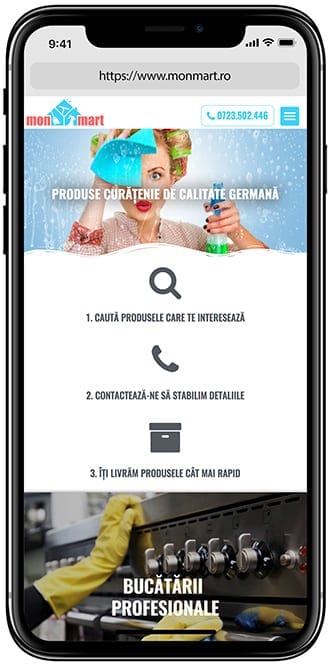 9:41
https://www.monmart.ro
mon mart
0723.502.446
PRODUSE CURĂȚENIE DE CALITATE GERMANĂ
1. CAUTĂ PRODUSELE CARE TE INTERESEAZĂ
2. CONTACTEAZĂ-NE SĂ STABILIM DETALIILE
3. ÎȚI LIVRĂM PRODUSELE CÂT MAI RAPID
BUCĂTĂRII
PROFESIONALE